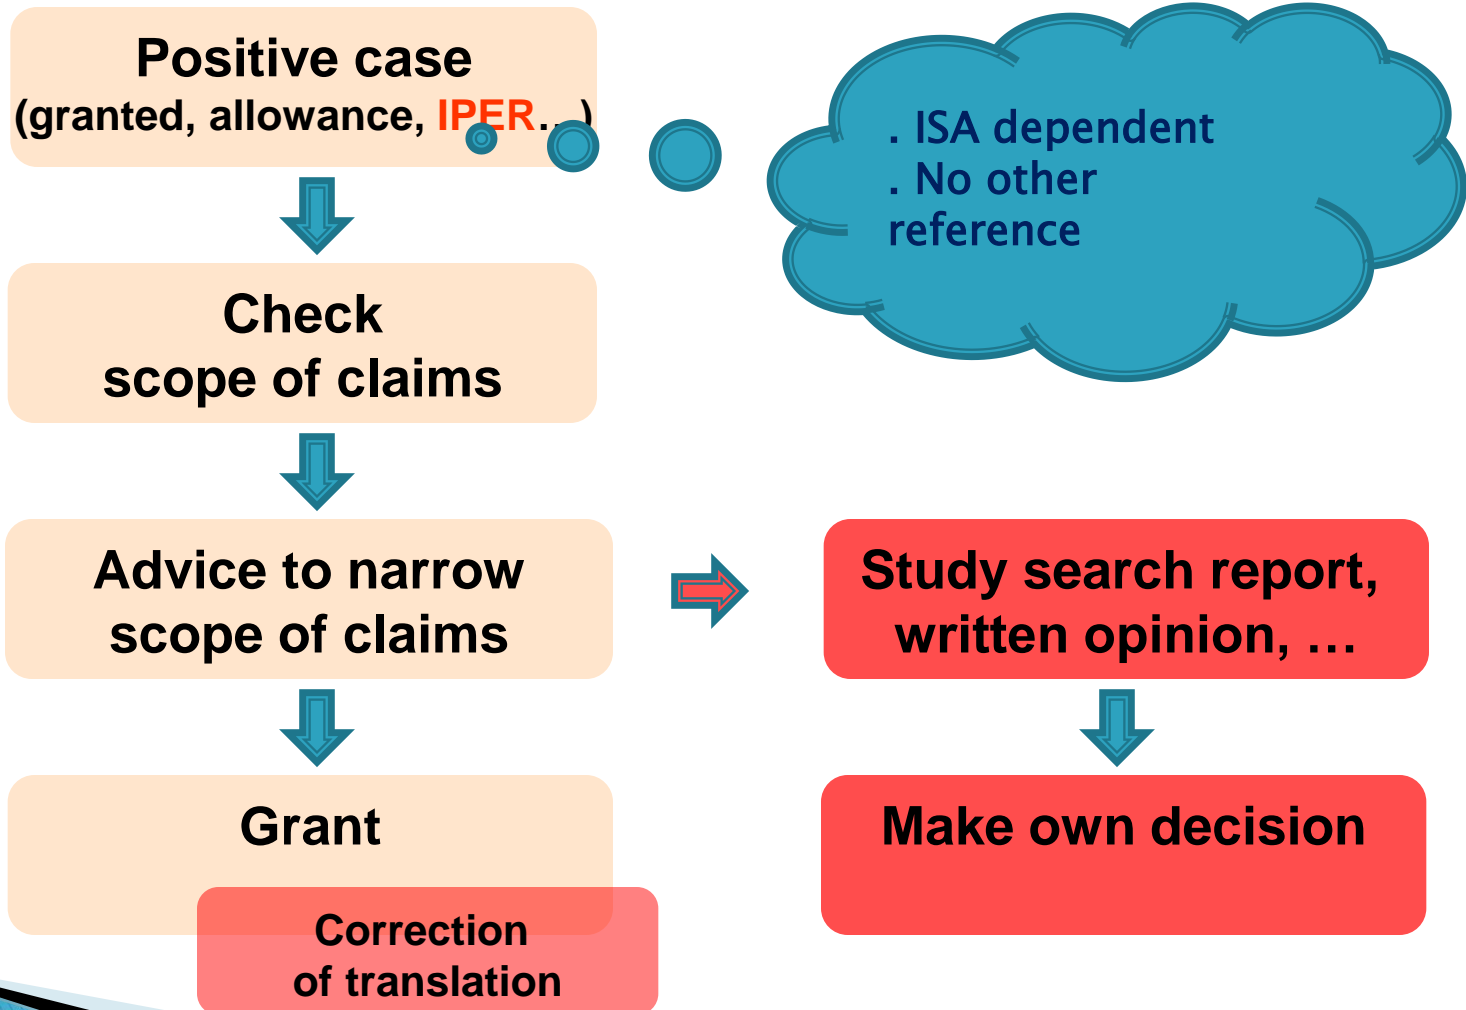 Positive case
(granted, allowance, IPER…)
. ISA dependent
. No other
reference
Check
scope of claims
Advice to narrow
scope of claims
Study search report,
written opinion, …
Grant
Make own decision
Correction
of translation